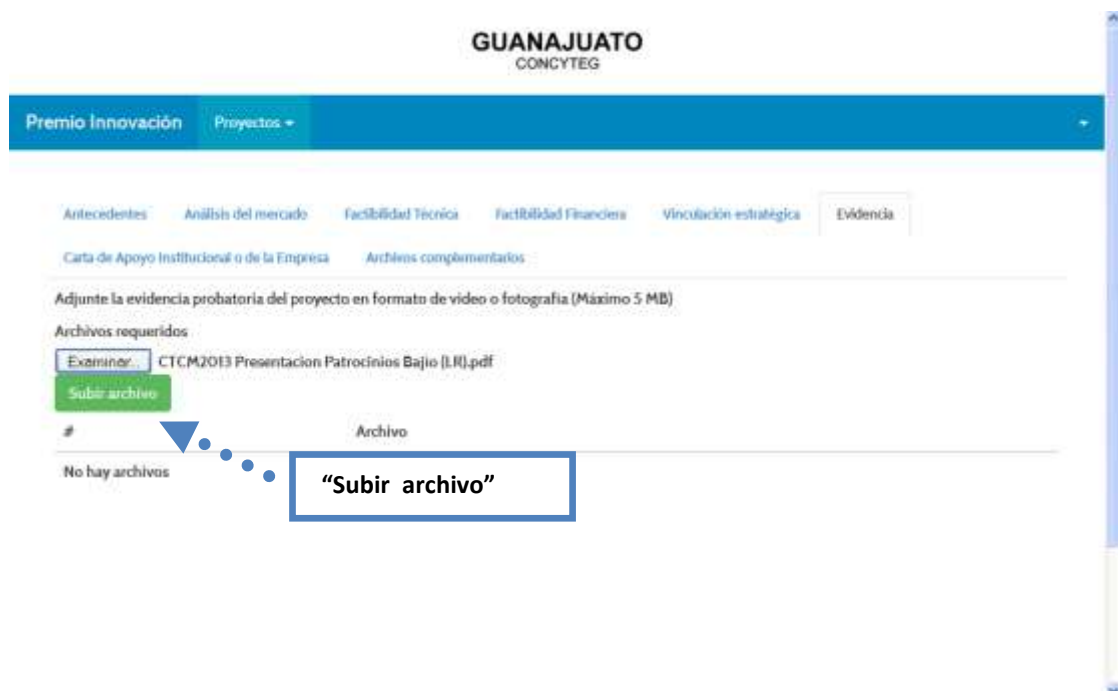 GUANAJUATO
CONCYTEG
Premio Innovación Proyectos
Antecedentes Análisis del mercado Factibilidad Técnica Factibilidad Financiera Vinculación estratégica Evidencia
Carta de Apoyo Institucional o de la Empresa Archivos complementarios
Adjunte la evidencia probatoria del proyecto en formato de video o fotografía (Máximo 5 MB)
Archivos requeridos
Examinar... CTCM2013 Presentacion Patrocinios Bajio (LR).pdf
Subir archivo
# Archivo
No hay archivos
“Subir archivo”